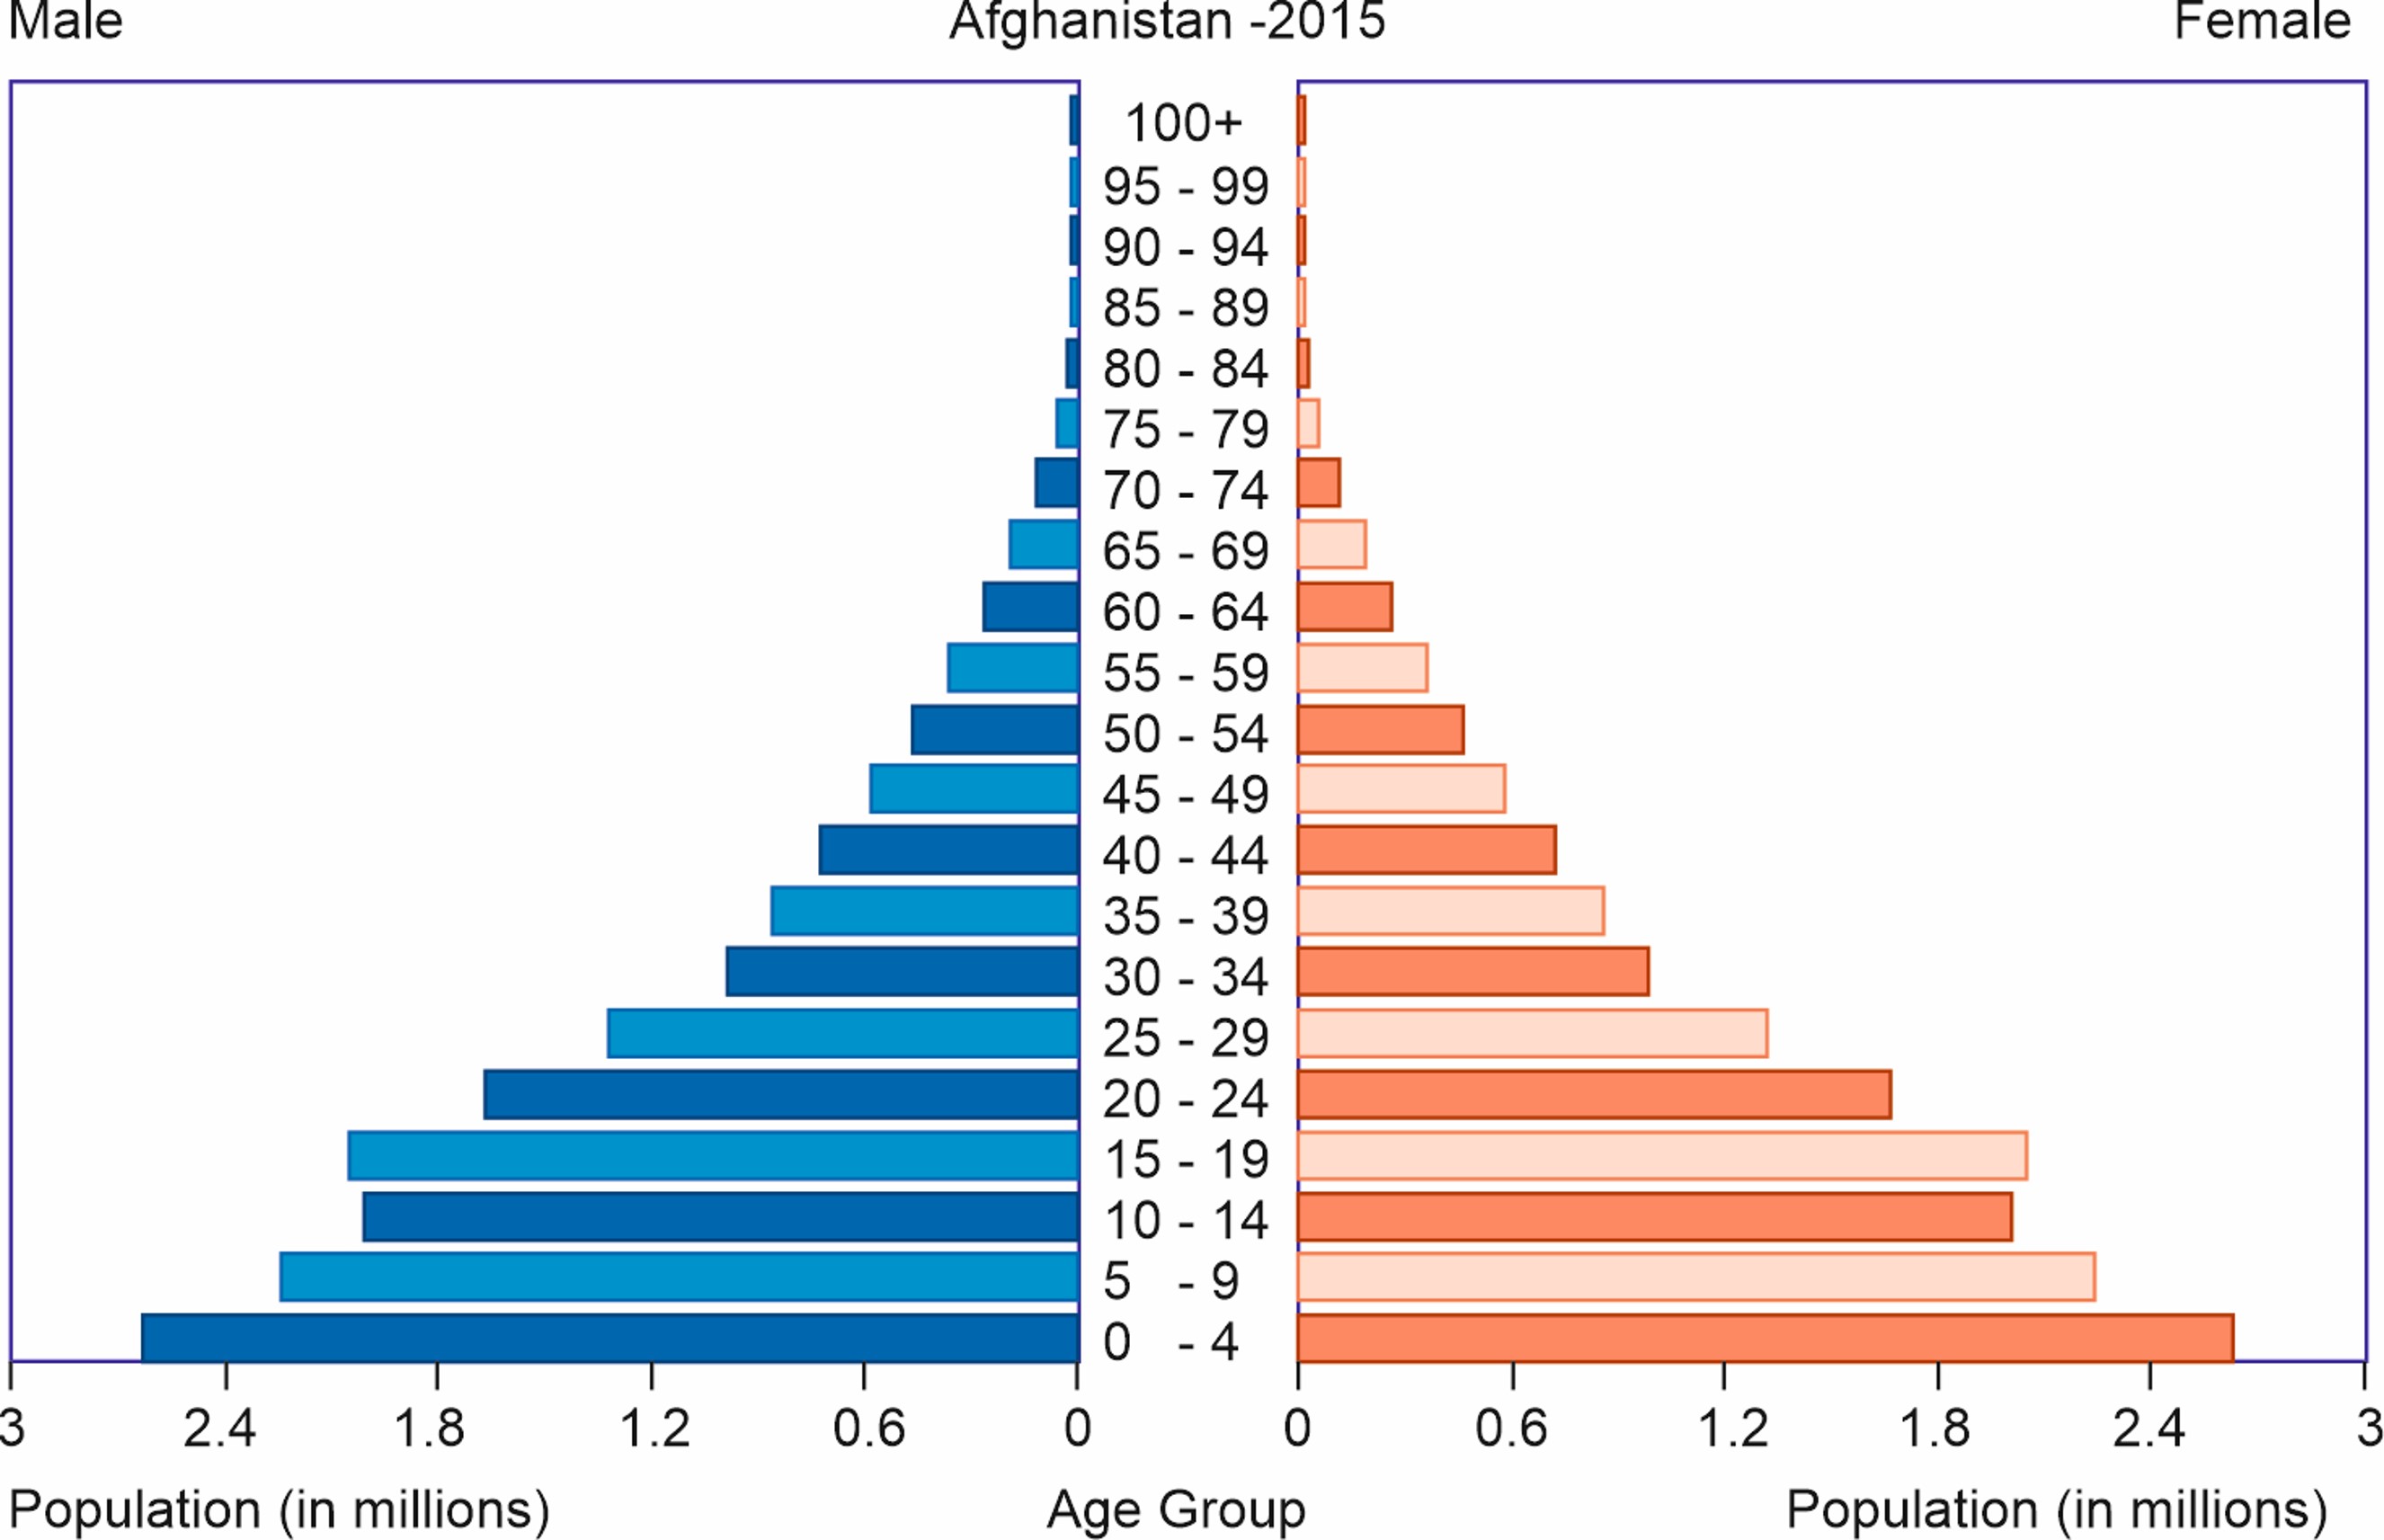 Male Afghanistan -2015 Female
100+
95 - 99
90 - 94
85 - 89
80 - 84
75 - 79
70 - 74
65 - 69
60 - 64
55 - 59
50 - 54
45 - 49
40 - 44
35 - 39
30 - 34
25 - 29
20 - 24
15 - 19
10 - 14
5 - 9
0 - 4
3 2.4 1.8 1.2 0.6 0 0 0.6 1.2 1.8 2.4 3
Population (in millions) Age Group Population (in millions)